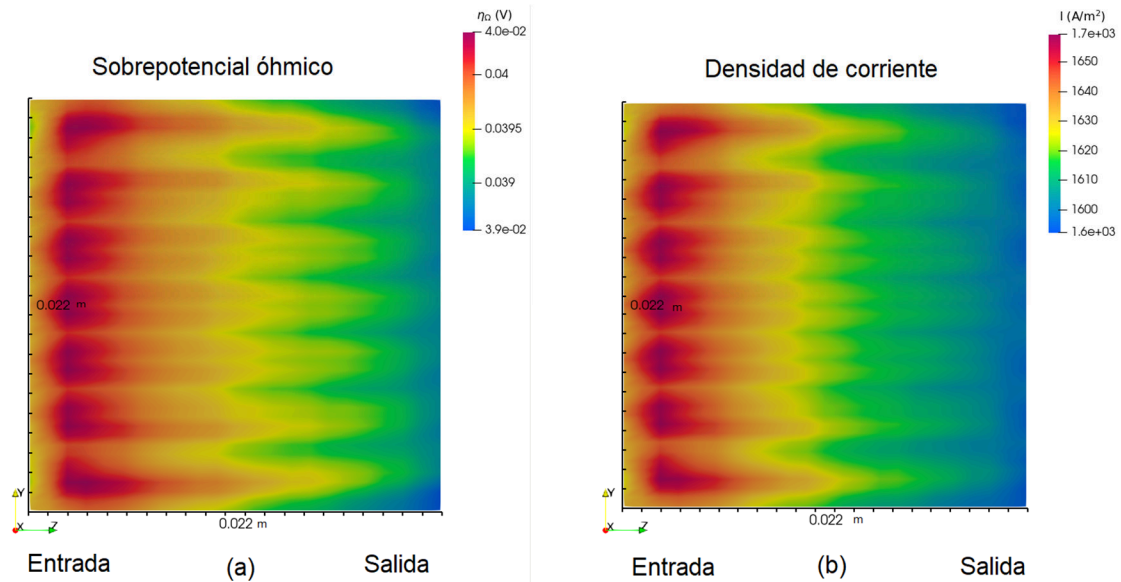 η_Ω (V)
4.0e-02
0.04
0.0395
0.039
3.9e-02
Sobrepotencial óhmico
0.022 m
0.022 m
Y
X
Z
Entrada
(a)
Salida
I (A/m²)
1.7e+03
1650
1640
1630
1620
1610
1600
1.6e+03
Densidad de corriente
0.022 m
0.022 m
Y
X
Z
Entrada
(b)
Salida